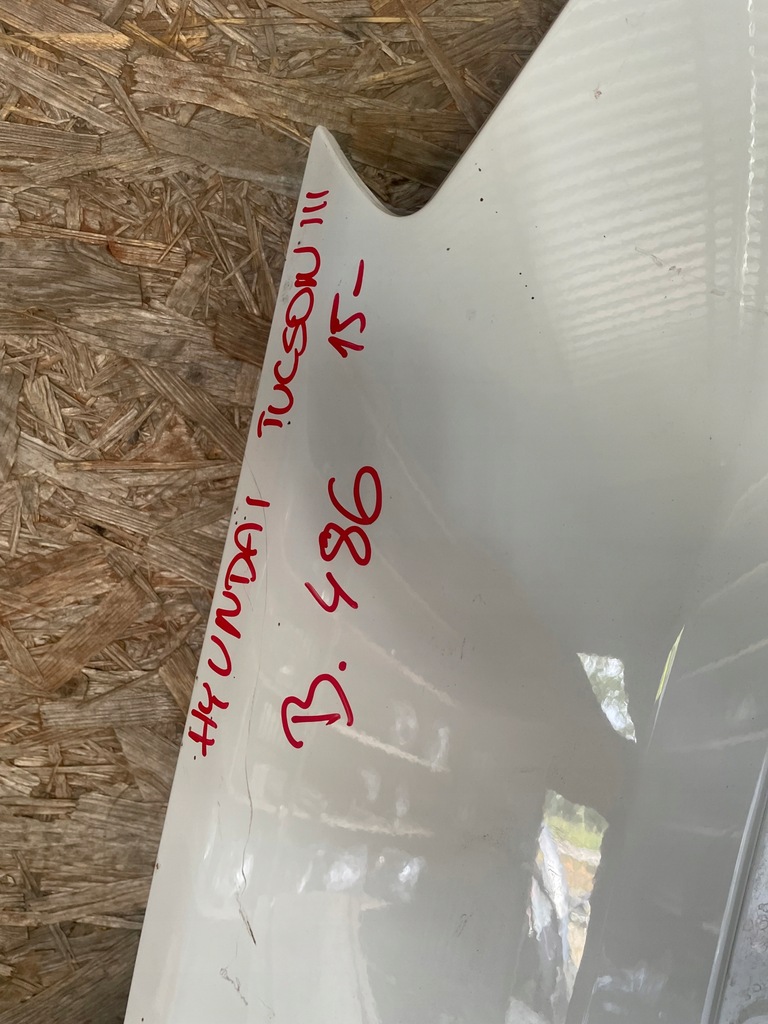 HYUNDAI TUCSON III
15-
B. 486